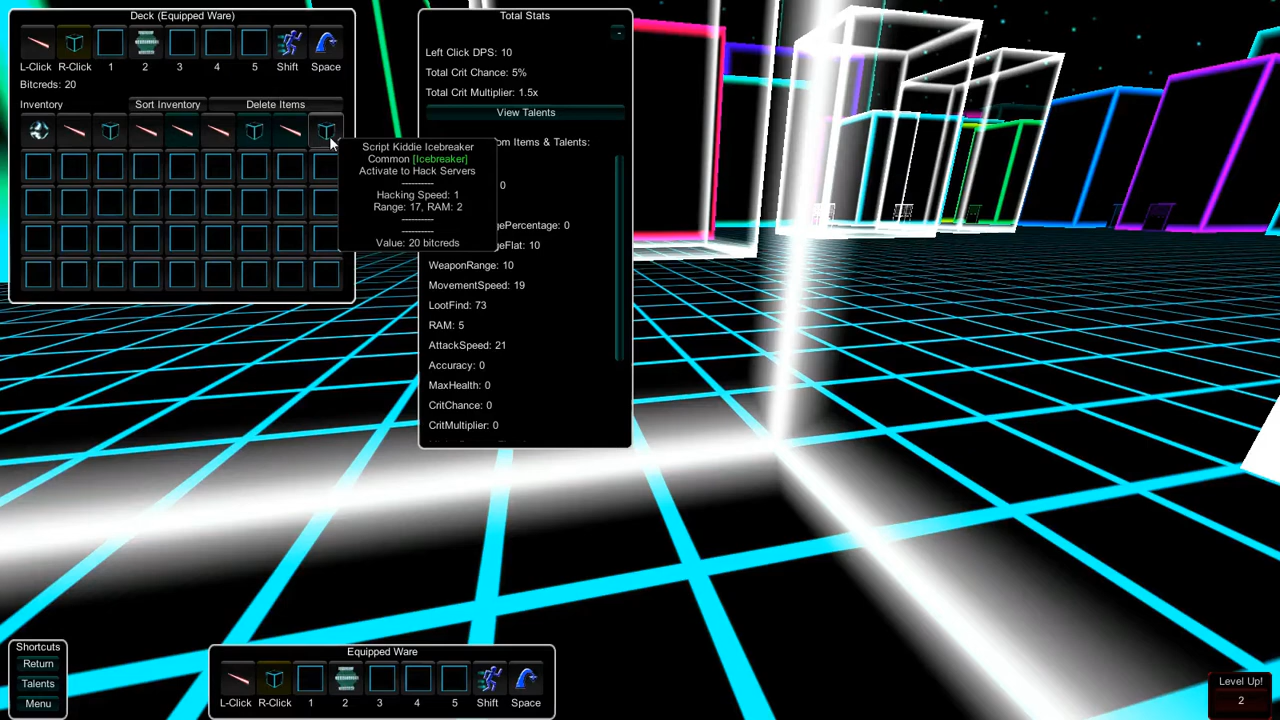 Deck (Equipped Ware)
L-Click R-Click 1 2 3 4 5 Shift Space
Bitcreds: 20
Inventory Sort Inventory Delete Items
Script Kiddie Icebreaker
Common [Icebreaker]
Activate to Hack Servers
----------
Hacking Speed: 1
Range: 17, RAM: 2
----------
----------
Value: 20 bitcreds
Total Stats
-
Left Click DPS: 10
Total Crit Chance: 5%
Total Crit Multiplier: 1.5x
View Talents
om Items & Talents:
0
gePercentage: 0
geFlat: 10
WeaponRange: 10
MovementSpeed: 19
LootFind: 73
RAM: 5
AttackSpeed: 21
Accuracy: 0
MaxHealth: 0
CritChance: 0
CritMultiplier: 0
Shortcuts
Return
Talents
Menu
Equipped Ware
L-Click R-Click 1 2 3 4 5 Shift Space
Level Up!
2